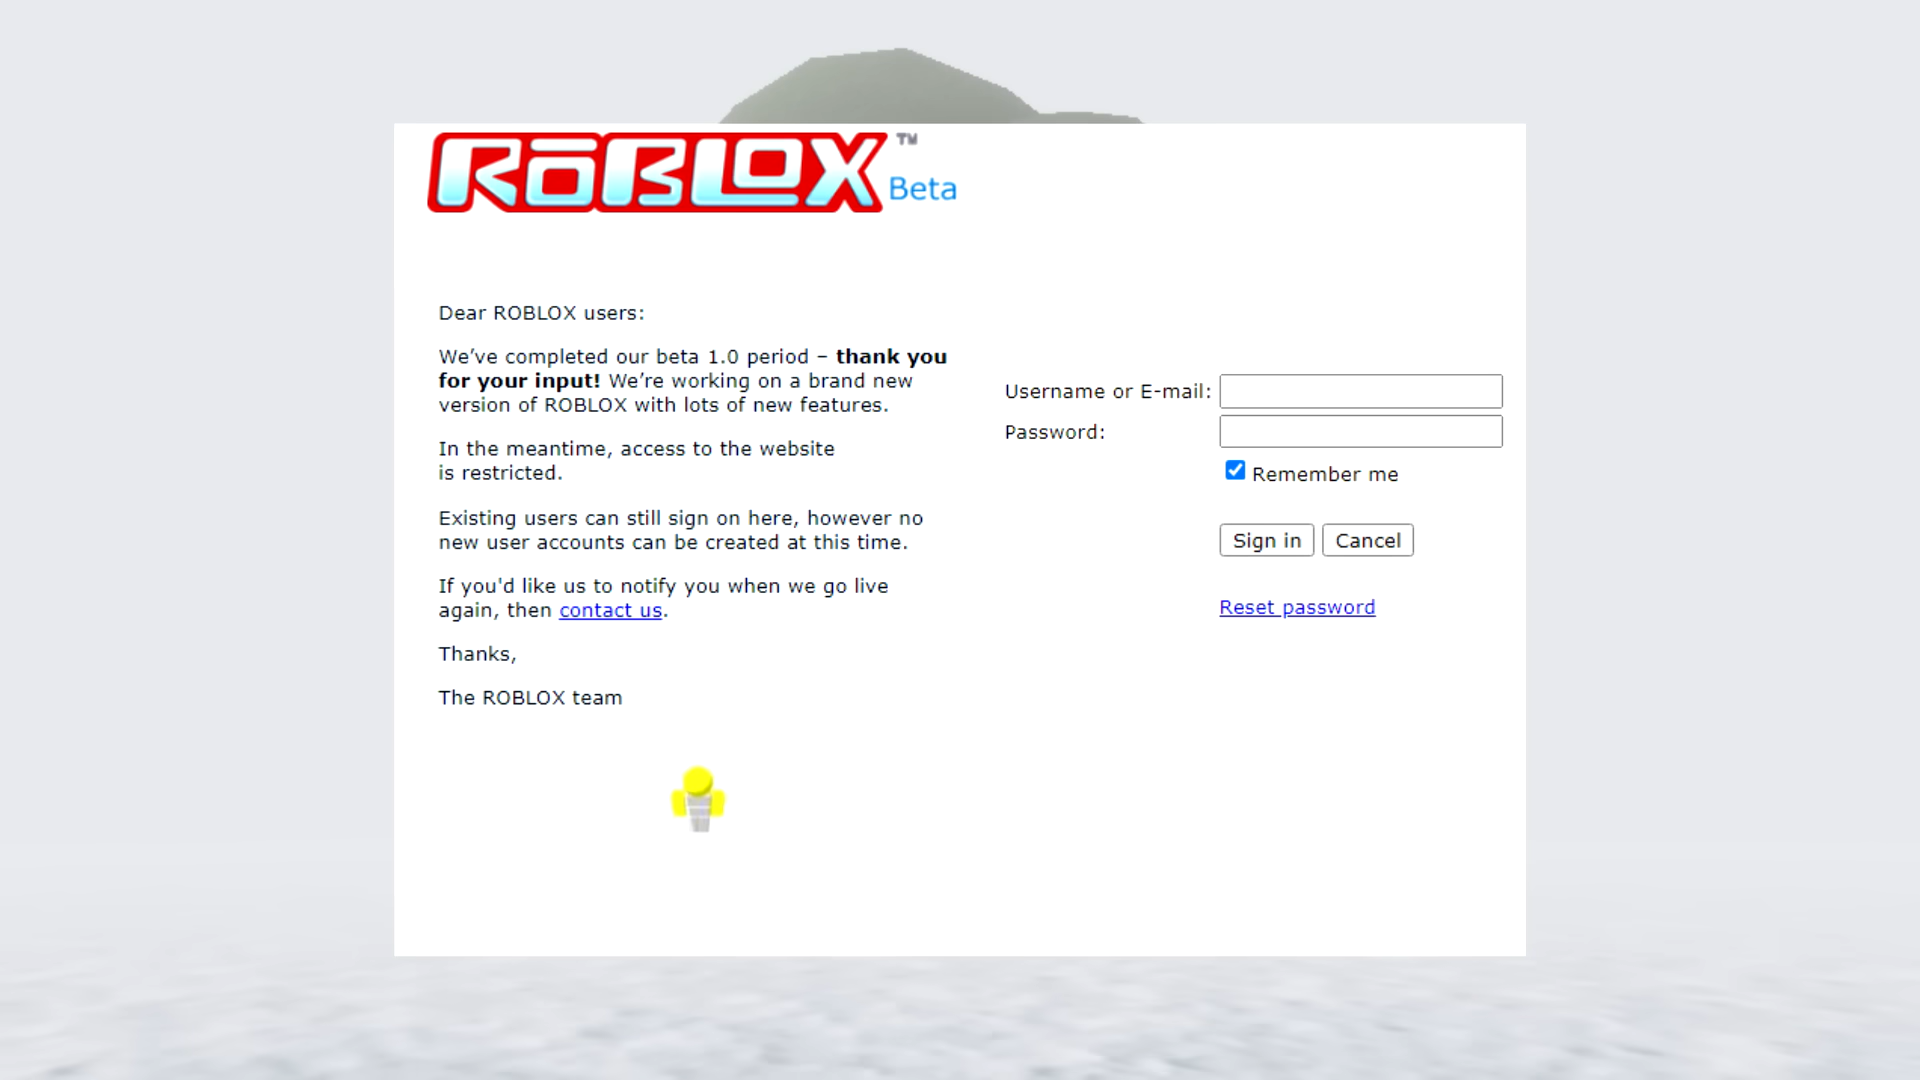 RŌBLOX™
Beta
Dear ROBLOX users:
We’ve completed our beta 1.0 period – thank you
for your input! We’re working on a brand new
version of ROBLOX with lots of new features.
In the meantime, access to the website
is restricted.
Existing users can still sign on here, however no
new user accounts can be created at this time.
If you'd like us to notify you when we go live
again, then contact us.
Thanks,
The ROBLOX team
Username or E-mail:
Password:
Remember me
Sign in Cancel
Reset password